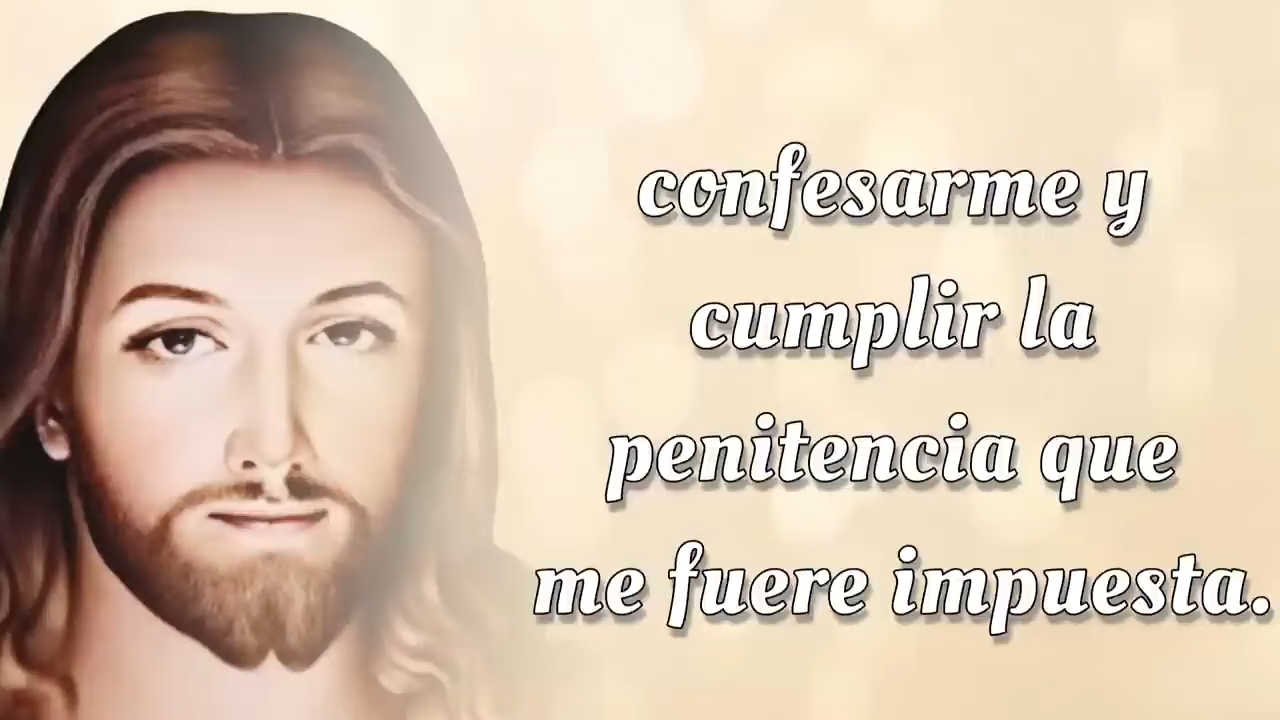 confesarme y
cumplir la
penitencia que
me fuere impuesta.